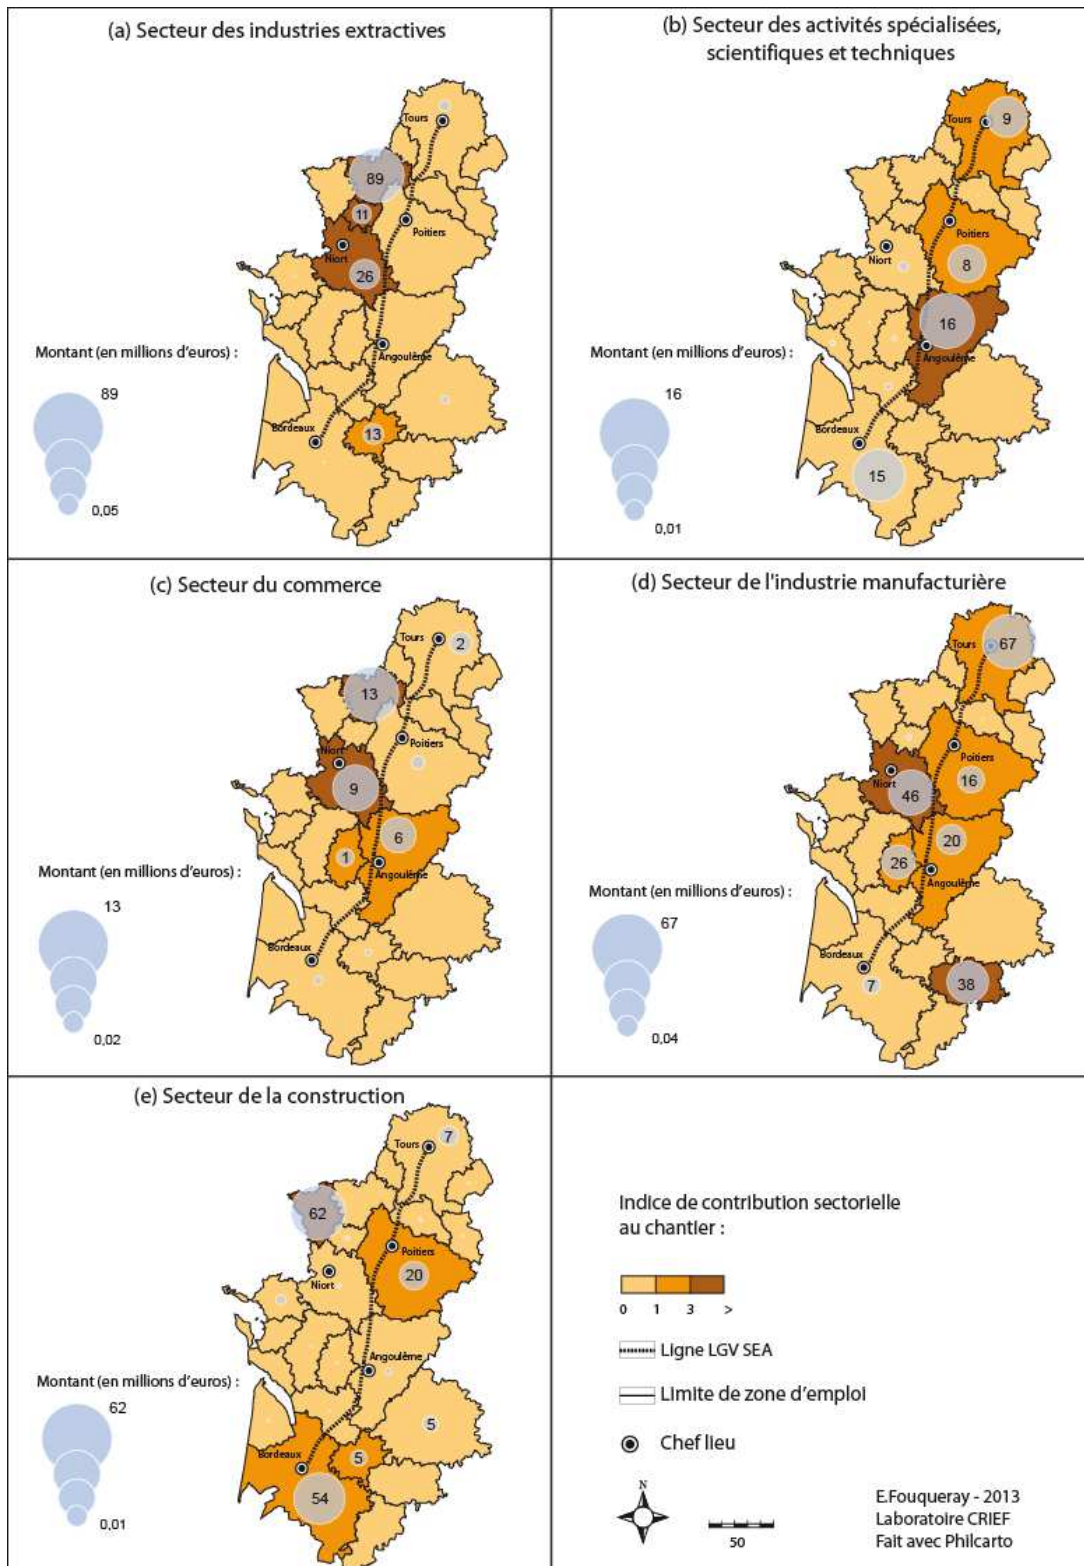 (a) Secteur des industries extractives
Tours
89
11
Poitiers
Niort
26
Angoulême
Bordeaux
13
Montant (en millions d'euros) :
89
0,05
(b) Secteur des activités spécialisées,
scientifiques et techniques
Tours
9
Poitiers
Niort
8
16
Angoulême
Bordeaux
15
Montant (en millions d'euros) :
16
0,01
(c) Secteur du commerce
Tours
2
13
Poitiers
Niort
9
6
1
Angoulême
Bordeaux
Montant (en millions d'euros) :
13
0,02
(d) Secteur de l'industrie manufacturière
Tours
67
Poitiers
Niort
16
46
20
26
Angoulême
Bordeaux
7
38
Montant (en millions d'euros) :
67
0,04
(e) Secteur de la construction
Tours
7
62
Poitiers
20
Niort
Angoulême
5
Bordeaux
5
54
Montant (en millions d'euros) :
62
0,01
Indice de contribution sectorielle
au chantier :
0 1 3 >
Ligne LGV SEA
Limite de zone d'emploi
Chef lieu
N
50
E.Fouqueray - 2013
Laboratoire CRIEF
Fait avec Philcarto